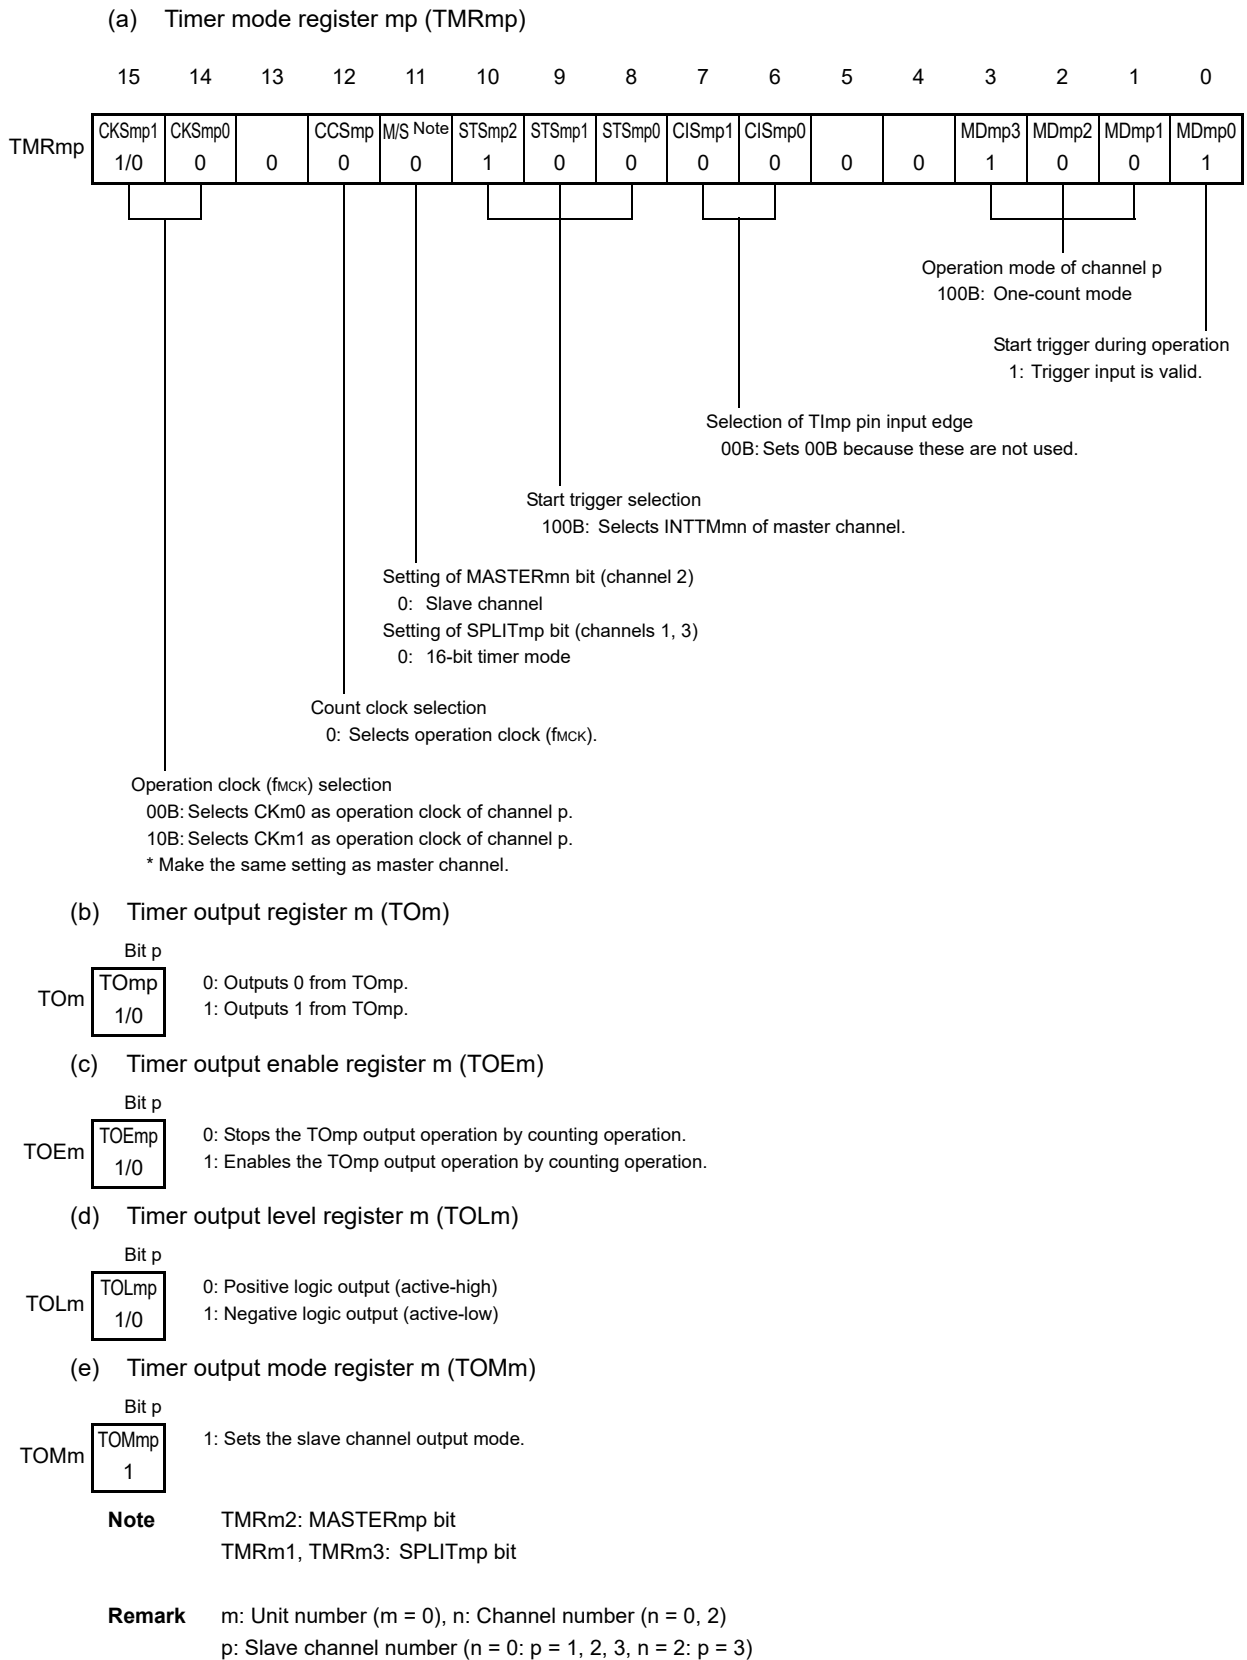 (a) Timer mode register mp (TMRmp)
15 14 13 12 11 10 9 8 7 6 5 4 3 2 1 0
TMRmp
CKSmp1 CKSmp0 CCSmp M/S Note STSmp2 STSmp1 STSmp0 CISmp1 CISmp0 MDmp3 MDmp2 MDmp1 MDmp0
1/0 0 0 0 0 1 0 0 0 0 0 0 1 0 0 1
Operation mode of channel p
100B: One-count mode
Start trigger during operation
1: Trigger input is valid.
Selection of TImp pin input edge
00B: Sets 00B because these are not used.
Start trigger selection
100B: Selects INTTMmn of master channel.
Setting of MASTERmn bit (channel 2)
0: Slave channel
Setting of SPLITmp bit (channels 1, 3)
0: 16-bit timer mode
Count clock selection
0: Selects operation clock (fMCK).
Operation clock (fMCK) selection
00B: Selects CKm0 as operation clock of channel p.
10B: Selects CKm1 as operation clock of channel p.
* Make the same setting as master channel.
(b) Timer output register m (TOm)
Bit p
TOm
TOmp
1/0
0: Outputs 0 from TOmp.
1: Outputs 1 from TOmp.
(c) Timer output enable register m (TOEm)
Bit p
TOEm
TOEmp
1/0
0: Stops the TOmp output operation by counting operation.
1: Enables the TOmp output operation by counting operation.
(d) Timer output level register m (TOLm)
Bit p
TOLm
TOLmp
1/0
0: Positive logic output (active-high)
1: Negative logic output (active-low)
(e) Timer output mode register m (TOMm)
Bit p
TOMm
TOMmp
1
1: Sets the slave channel output mode.
Note TMRm2: MASTERmp bit
TMRm1, TMRm3: SPLITmp bit
Remark m: Unit number (m = 0), n: Channel number (n = 0, 2)
p: Slave channel number (n = 0: p = 1, 2, 3, n = 2: p = 3)